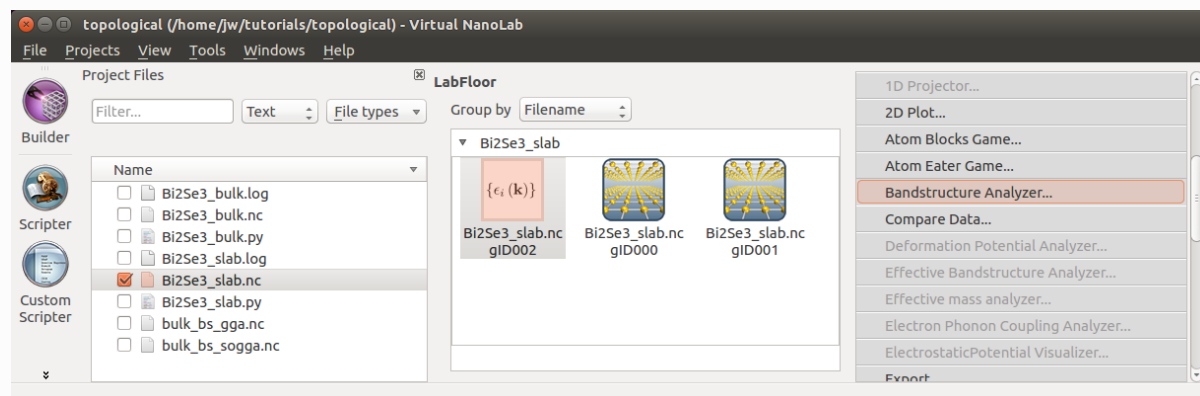 topological (/home/jw/tutorials/topological) - Virtual NanoLab
File Projects View Tools Windows Help
Builder
Scripter
Custom
Scripter
Project Files
Filter...
Text
File types
Name
Bi2Se3_bulk.log
Bi2Se3_bulk.nc
Bi2Se3_bulk.py
Bi2Se3_slab.log
Bi2Se3_slab.nc
Bi2Se3_slab.py
bulk_bs_gga.nc
bulk_bs_sogga.nc
LabFloor
Group by Filename
Bi2Se3_slab
{ϵᵢ (k)}
Bi2Se3_slab.nc
gID002
Bi2Se3_slab.nc
gID000
Bi2Se3_slab.nc
gID001
1D Projector...
2D Plot...
Atom Blocks Game...
Atom Eater Game...
Bandstructure Analyzer...
Compare Data...
Deformation Potential Analyzer...
Effective Bandstructure Analyzer...
Effective mass analyzer...
Electron Phonon Coupling Analyzer...
ElectrostaticPotential Visualizer...
Export